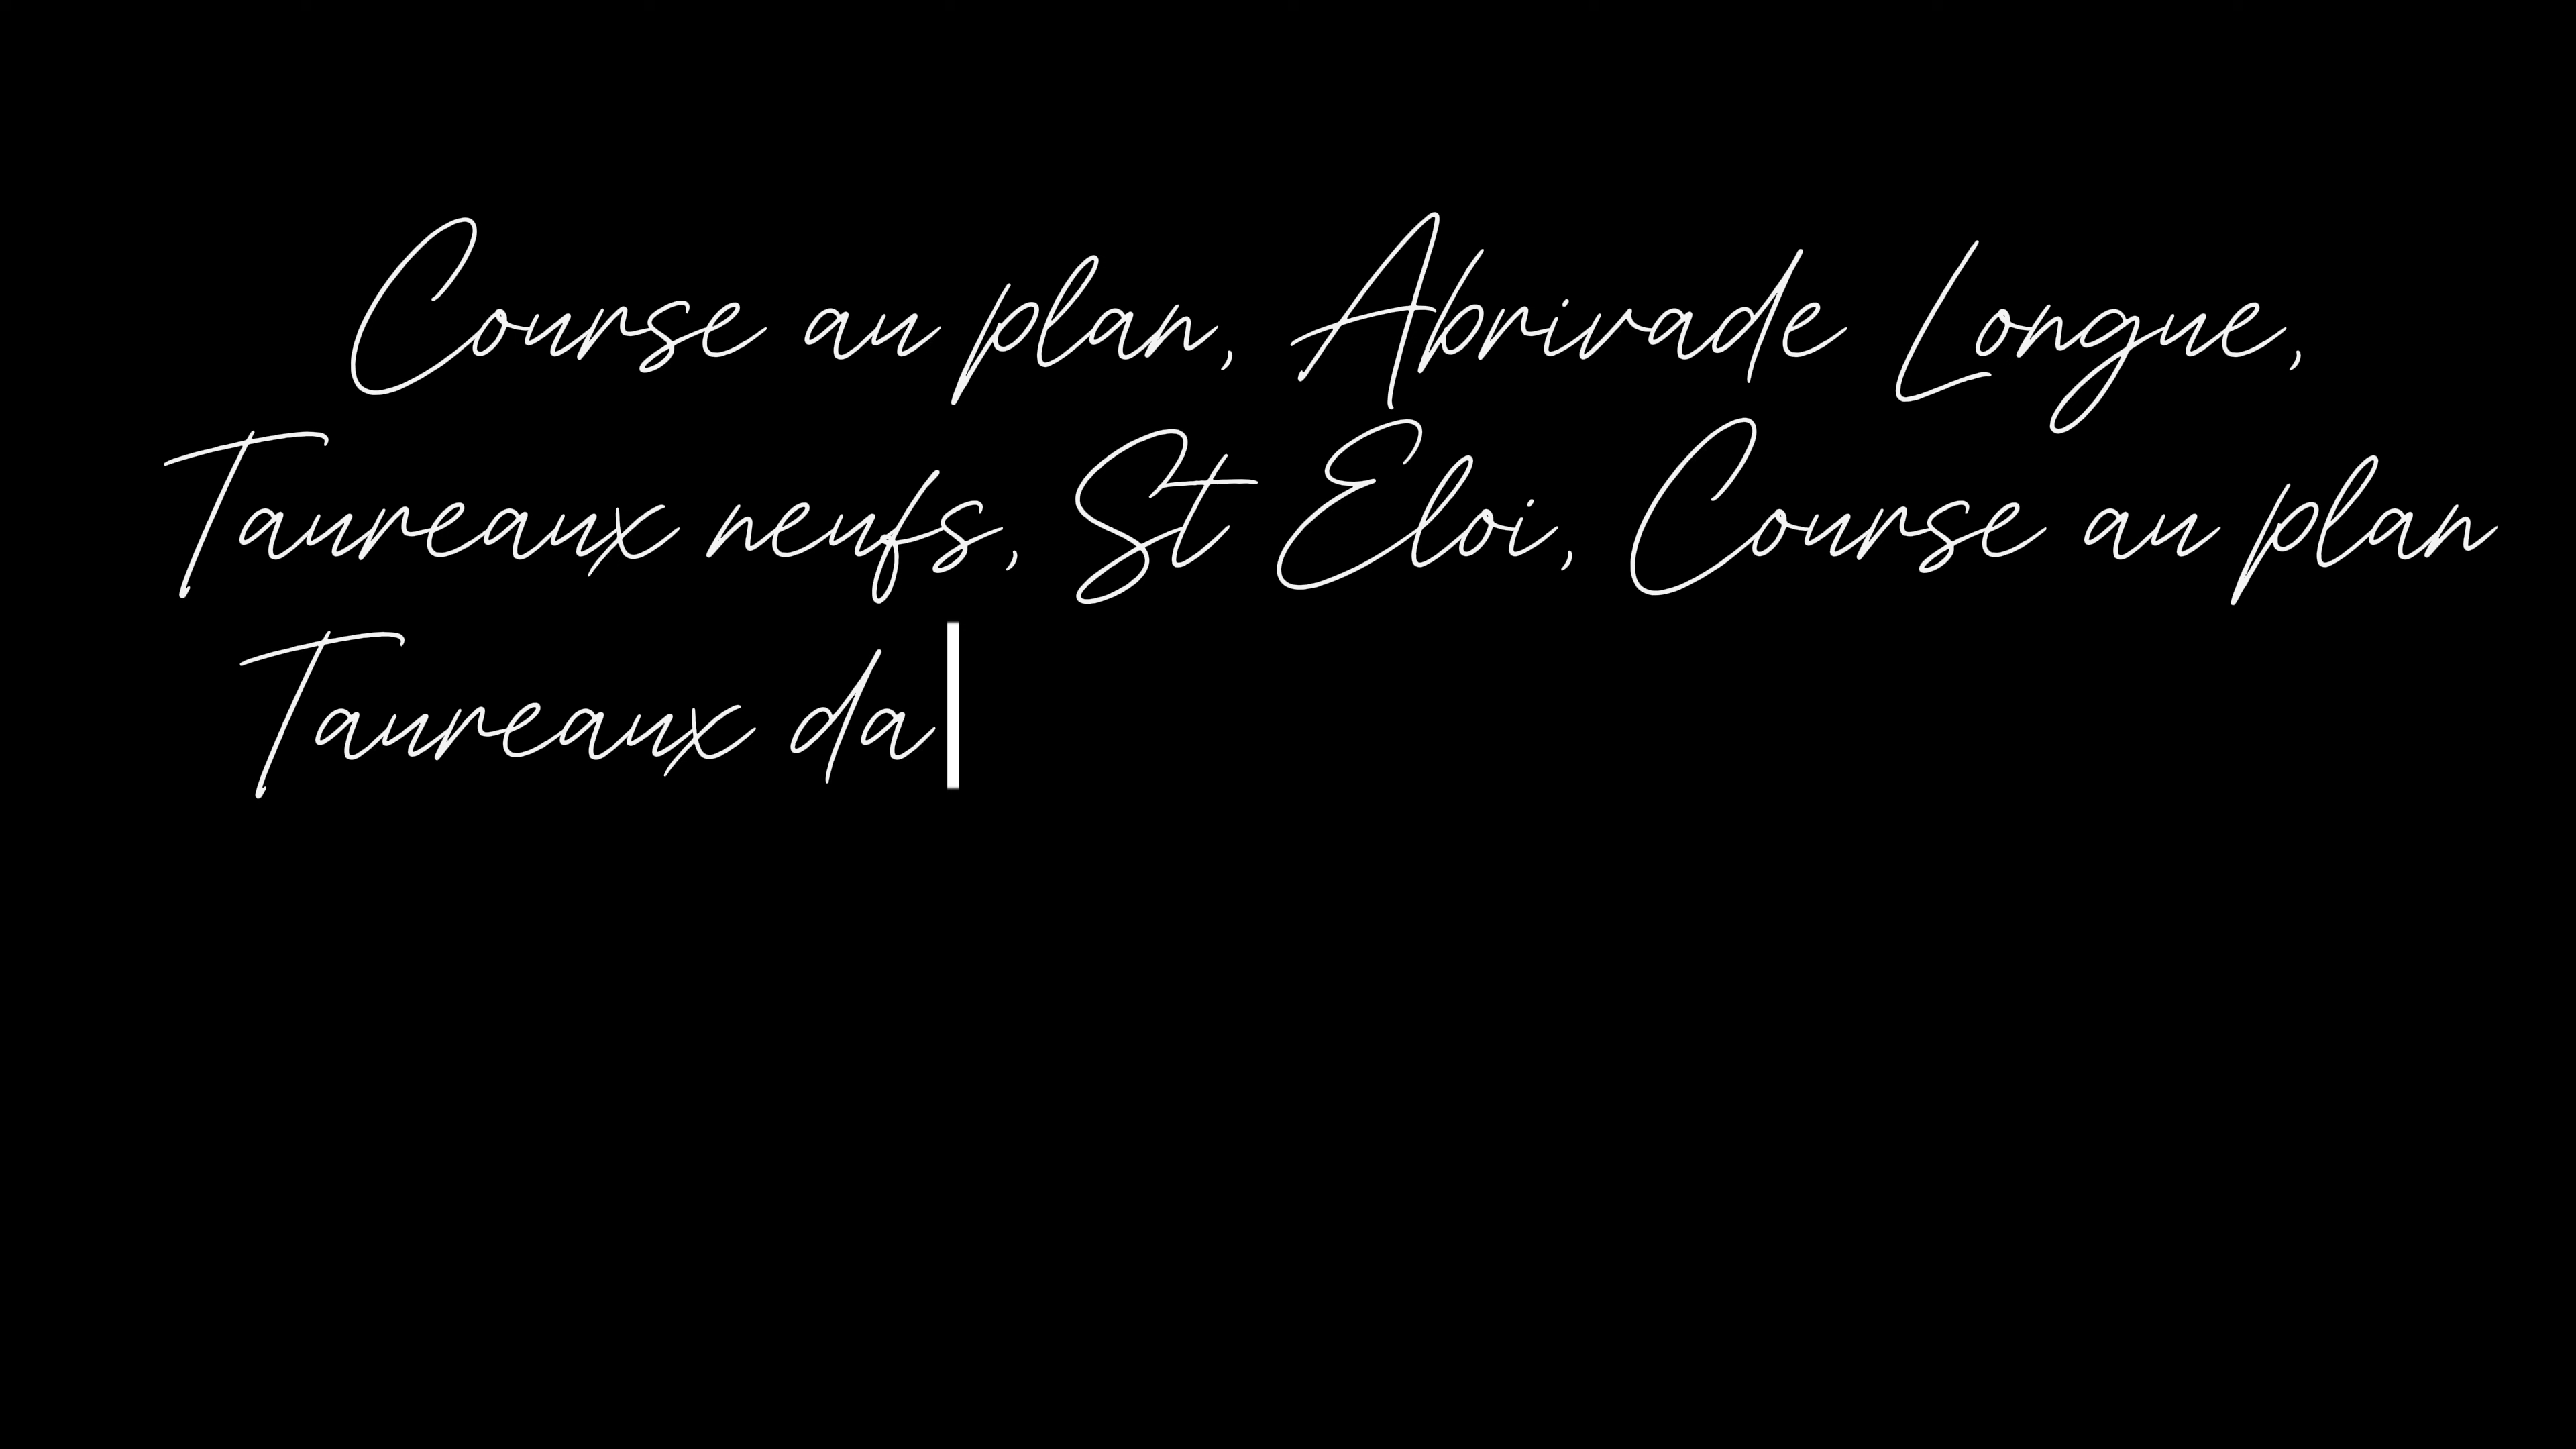 Course au plan, Abrivade Longue,
Taureaux neufs, St Eloi, Course au plan
Taureaux da